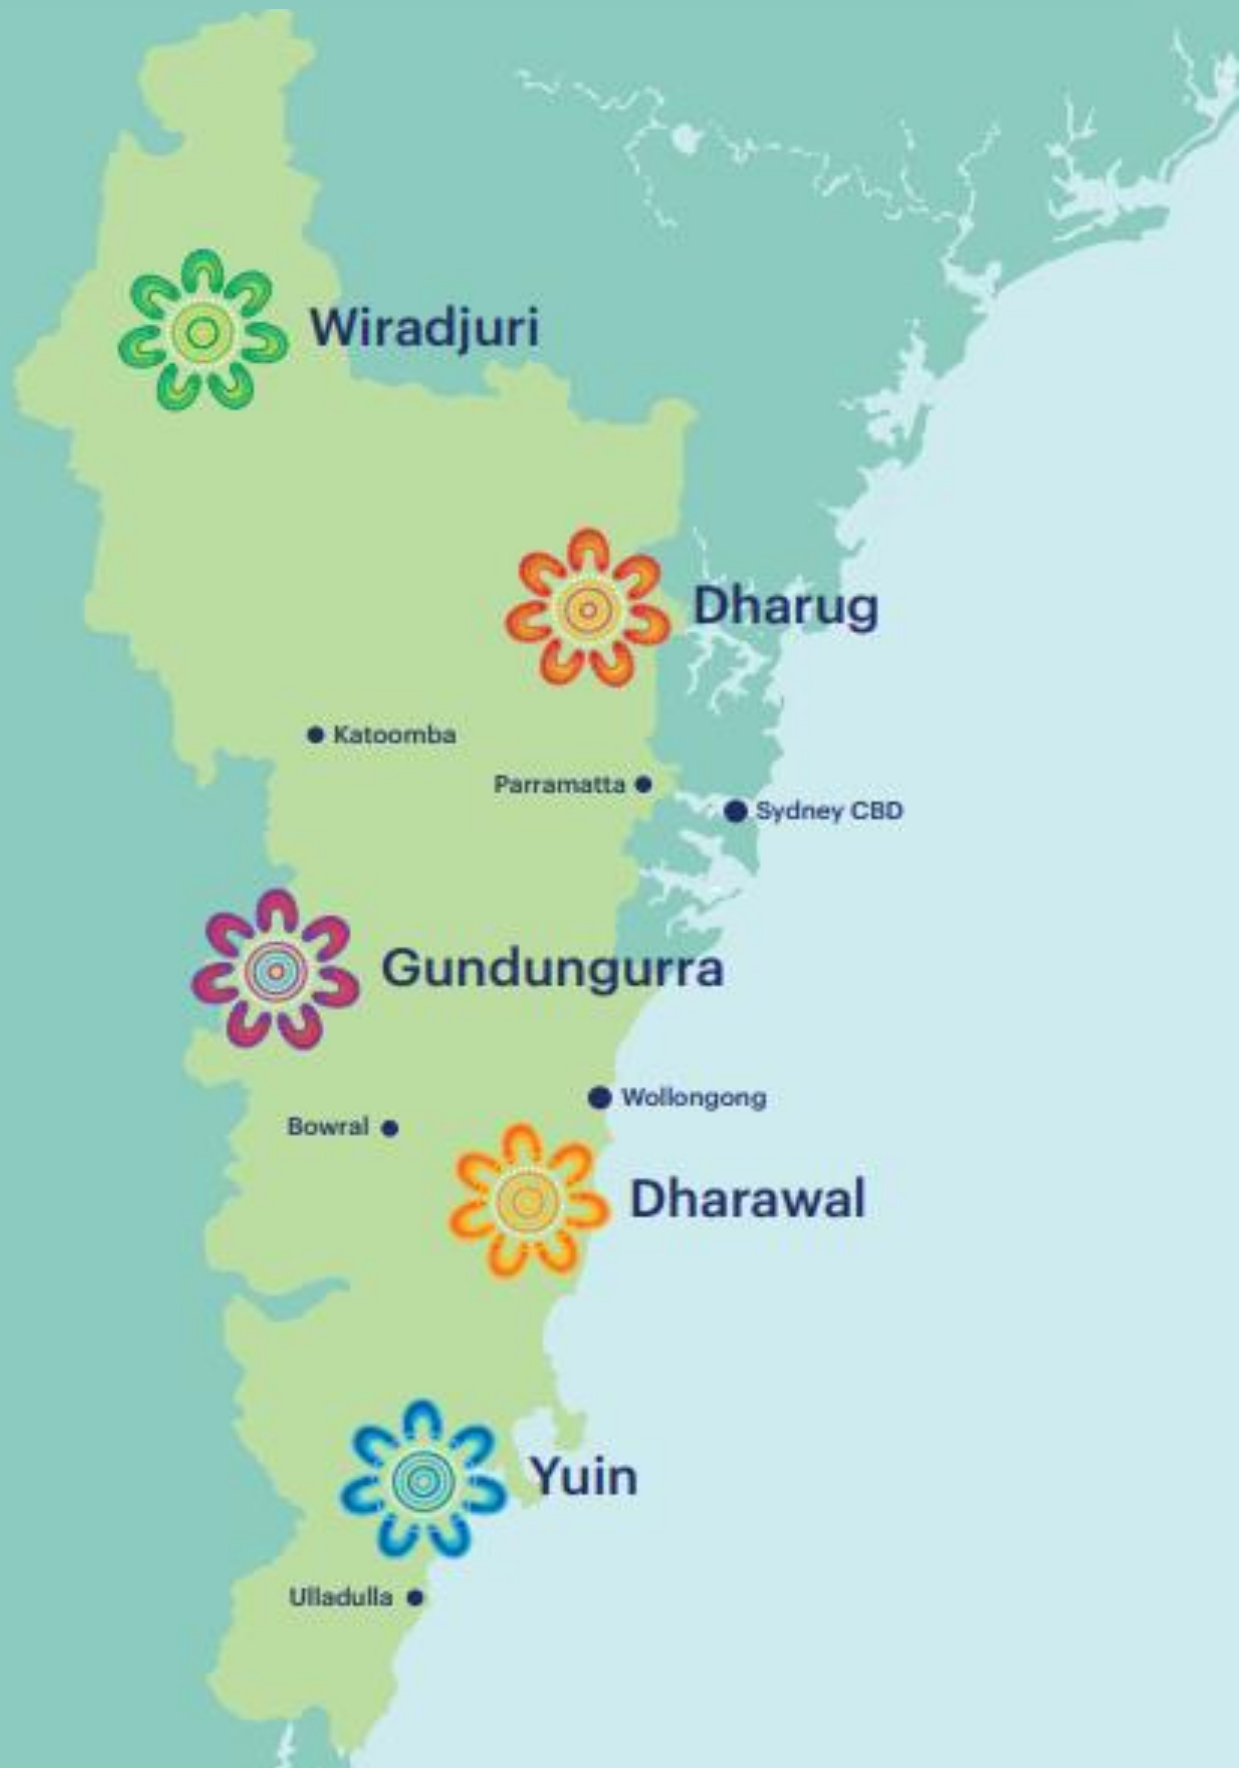 Wiradjuri
Dharug
Katoomba
Parramatta
Sydney CBD
Gundungurra
Wollongong
Bowral
Dharawal
Yuin
Ulladulla